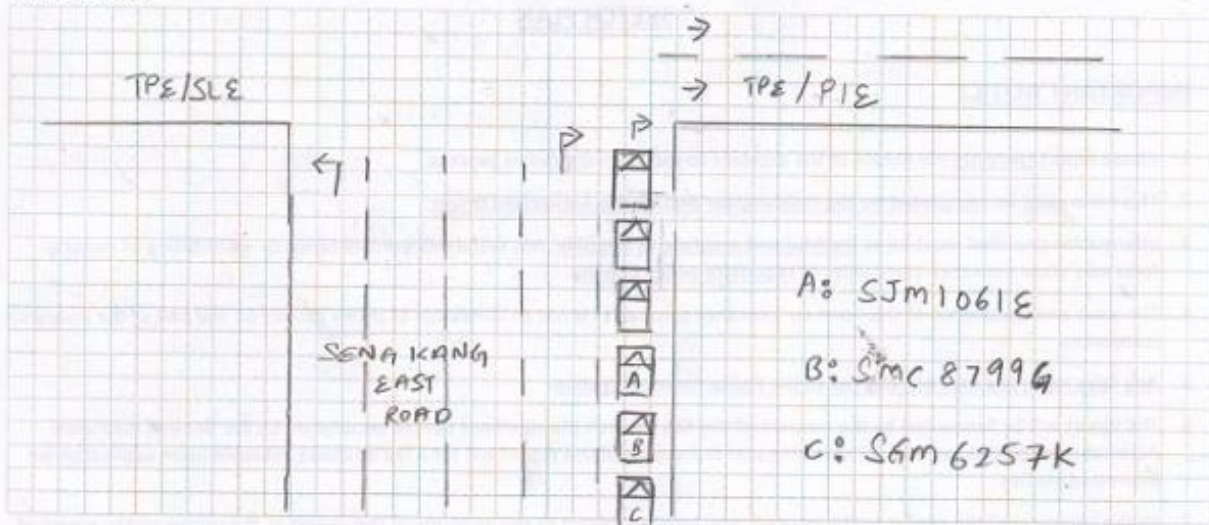 TPE/SLE
TPE/PIE
SENG KANG
EAST
ROAD
A: SJM1061E
B: SMC 8799G
C: SGM 6257K
A
B
C